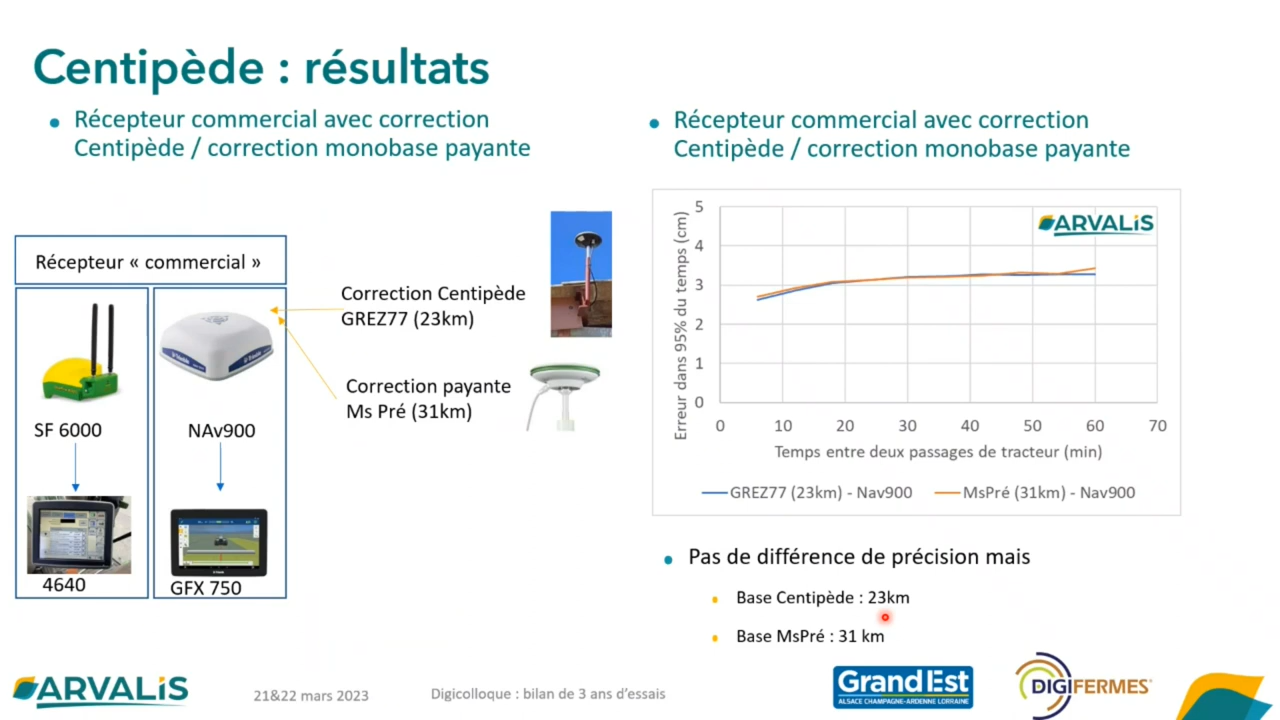 Centipède : résultats
Récepteur commercial avec correction
Centipède / correction monobase payante
Récepteur « commercial »
SF 6000
NAv900
4640
GFX 750
Correction Centipède
GREZ77 (23km)
Correction payante
Ms Pré (31km)
Récepteur commercial avec correction
Centipède / correction monobase payante
ARVALIS
Erreur dans 95% du temps (cm)
5
4
3
2
1
0
0 10 20 30 40 50 60 70
Temps entre deux passages de tracteur (min)
GREZ77 (23km) - Nav900
MsPré (31km) - Nav900
Pas de différence de précision mais
Base Centipède : 23km
Base MsPré : 31 km
ARVALIS
21&22 mars 2023
Digicolloque : bilan de 3 ans d'essais
Grand Est
ALSACE CHAMPAGNE-ARDENNE LORRAINE
DIGIFERMES®